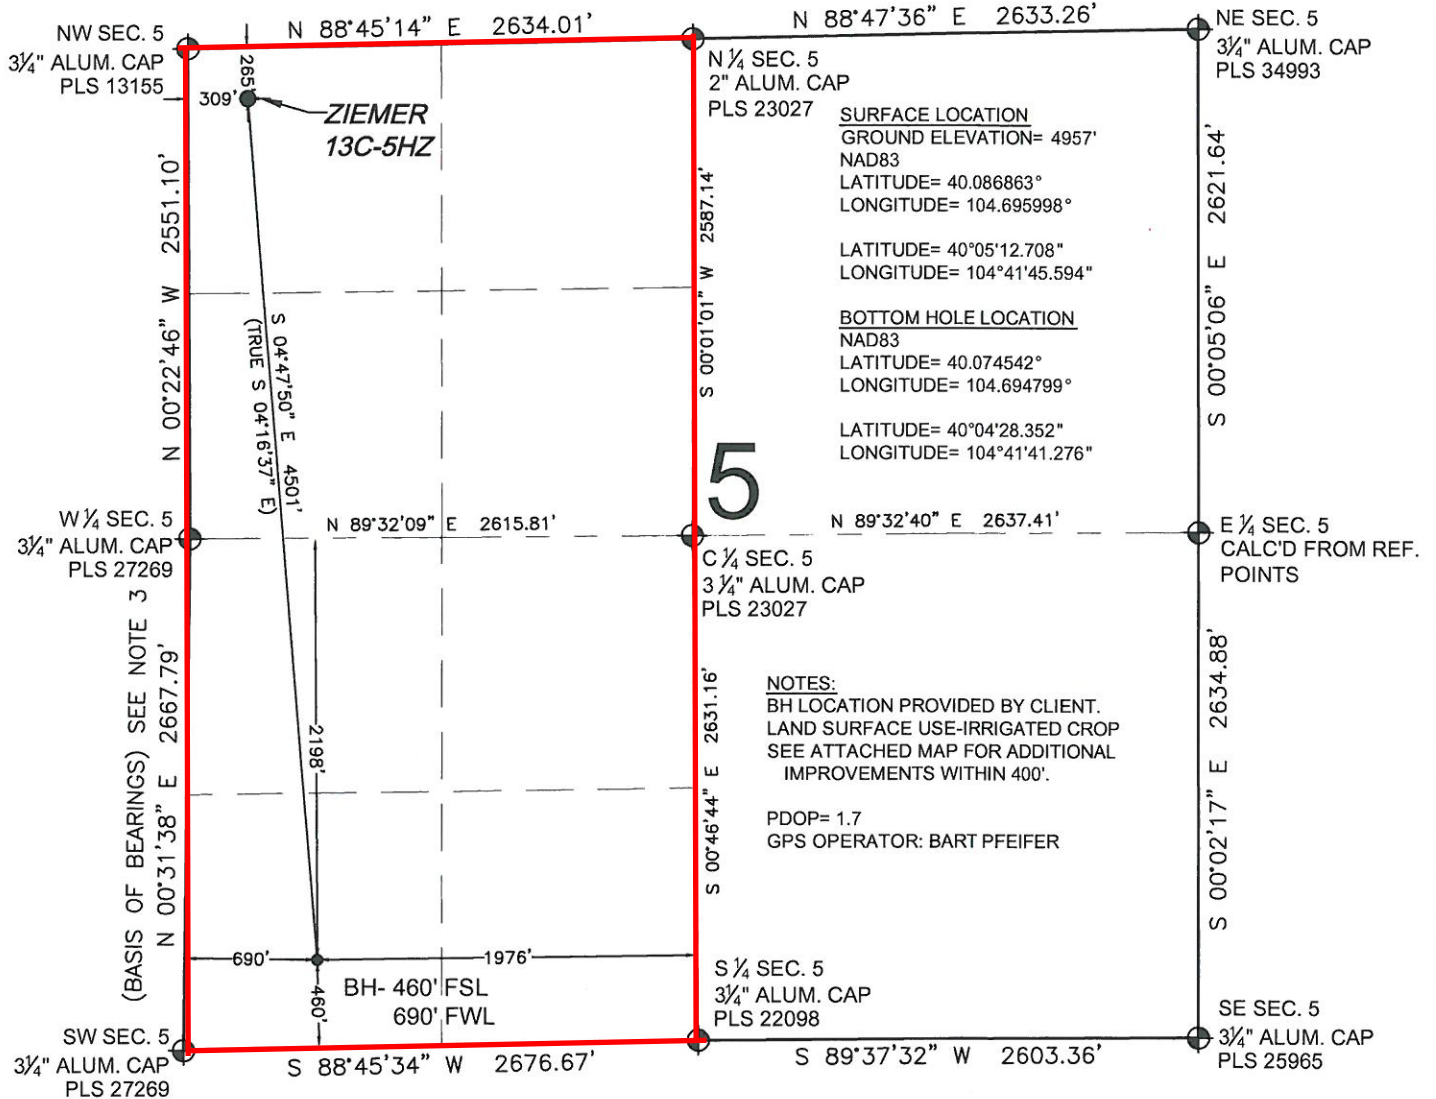 N 88°45'14" E 2634.01'
N 88°47'36" E 2633.26'
NW SEC. 5
3¼" ALUM. CAP
PLS 13155
N ¼ SEC. 5
2" ALUM. CAP
PLS 23027
NE SEC. 5
3¼" ALUM. CAP
PLS 34993
265'
309'
ZIEMER
13C-5HZ
SURFACE LOCATION
GROUND ELEVATION= 4957'
NAD83
LATITUDE= 40.086863°
LONGITUDE= 104.695998°
LATITUDE= 40°05'12.708"
LONGITUDE= 104°41'45.594"
BOTTOM HOLE LOCATION
NAD83
LATITUDE= 40.074542°
LONGITUDE= 104.694799°
LATITUDE= 40°04'28.352"
LONGITUDE= 104°41'41.276"
N 00°22'46" W 2551.10'
S 04°47'50" E 4501'
(TRUE S 04°16'37" E)
S 00°01'01" W 2587.14'
S 00°05'06" E 2621.64'
5
W ¼ SEC. 5
3¼" ALUM. CAP
PLS 27269
N 89°32'09" E 2615.81'
C ¼ SEC. 5
3 ¼" ALUM. CAP
PLS 23027
N 89°32'40" E 2637.41'
E ¼ SEC. 5
CALC'D FROM REF.
POINTS
(BASIS OF BEARINGS) SEE NOTE 3
N 00°31'38" E 2667.79'
2198'
S 00°46'44" E 2631.16'
NOTES:
BH LOCATION PROVIDED BY CLIENT.
LAND SURFACE USE-IRRIGATED CROP
SEE ATTACHED MAP FOR ADDITIONAL
IMPROVEMENTS WITHIN 400'.
PDOP= 1.7
GPS OPERATOR: BART PFEIFER
S 00°02'17" E 2634.88'
690'
1976'
460'
BH- 460' FSL
690' FWL
SW SEC. 5
3¼" ALUM. CAP
PLS 27269
S 88°45'34" W 2676.67'
S ¼ SEC. 5
3¼" ALUM. CAP
PLS 22098
S 89°37'32" W 2603.36'
SE SEC. 5
3¼" ALUM. CAP
PLS 25965